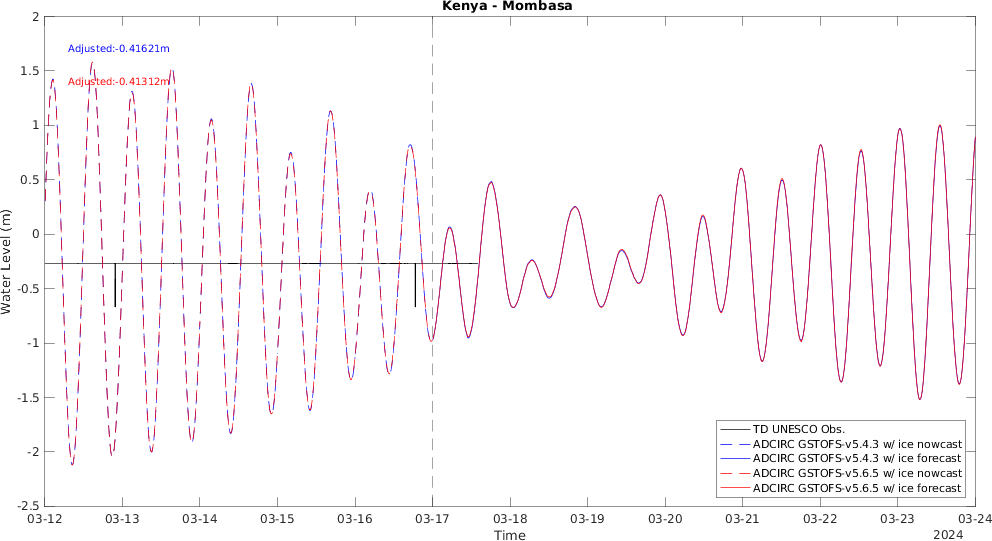 Kenya - Mombasa
Adjusted:-0.41621m
Adjusted:-0.41312m
Water Level (m)
2
1.5
1
0.5
0
-0.5
-1
-1.5
-2
-2.5
TD UNESCO Obs.
ADCIRC GSTOFS-v5.4.3 w/ ice nowcast
ADCIRC GSTOFS-v5.4.3 w/ ice forecast
ADCIRC GSTOFS-v5.6.5 w/ ice nowcast
ADCIRC GSTOFS-v5.6.5 w/ ice forecast
03-12 03-13 03-14 03-15 03-16 03-17 03-18 03-19 03-20 03-21 03-22 03-23 03-24
Time
2024